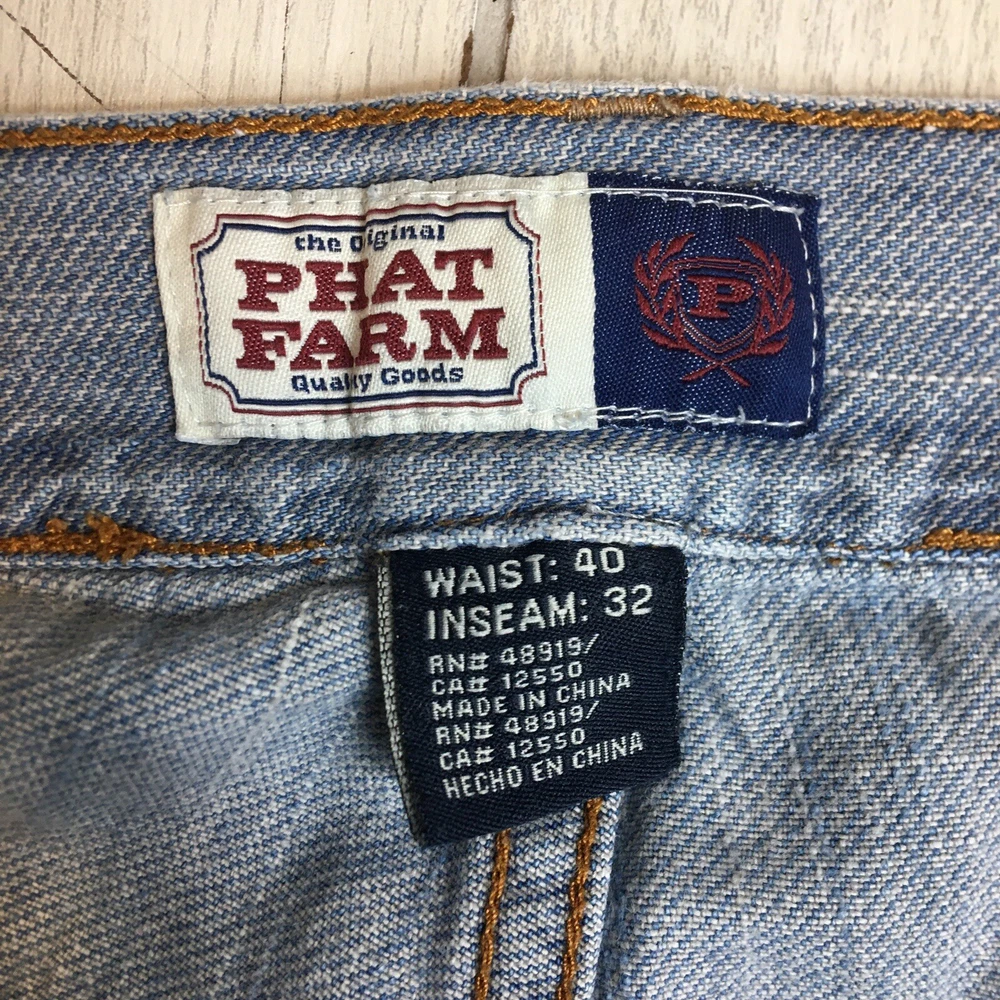 the Original
PHAT
FARM
Quality Goods
P
WAIST: 40
INSEAM: 32
RN# 48919/
CA# 12550
MADE IN CHINA
RN# 48919/
CA# 12550
HECHO EN CHINA